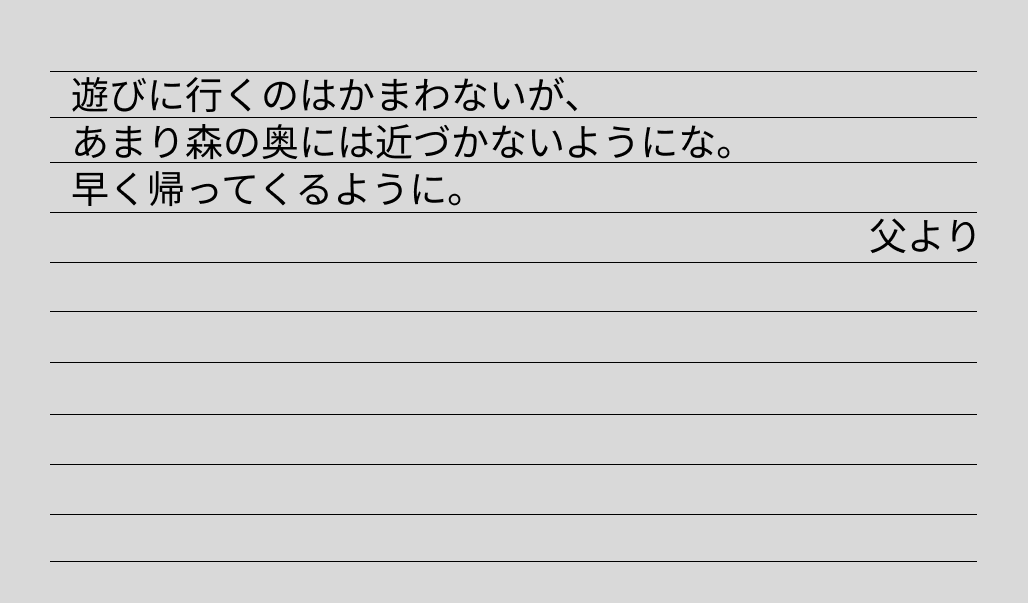 遊びに行くのはかまわないが、
あまり森の奥には近づかないようにな。
早く帰ってくるように。
父より